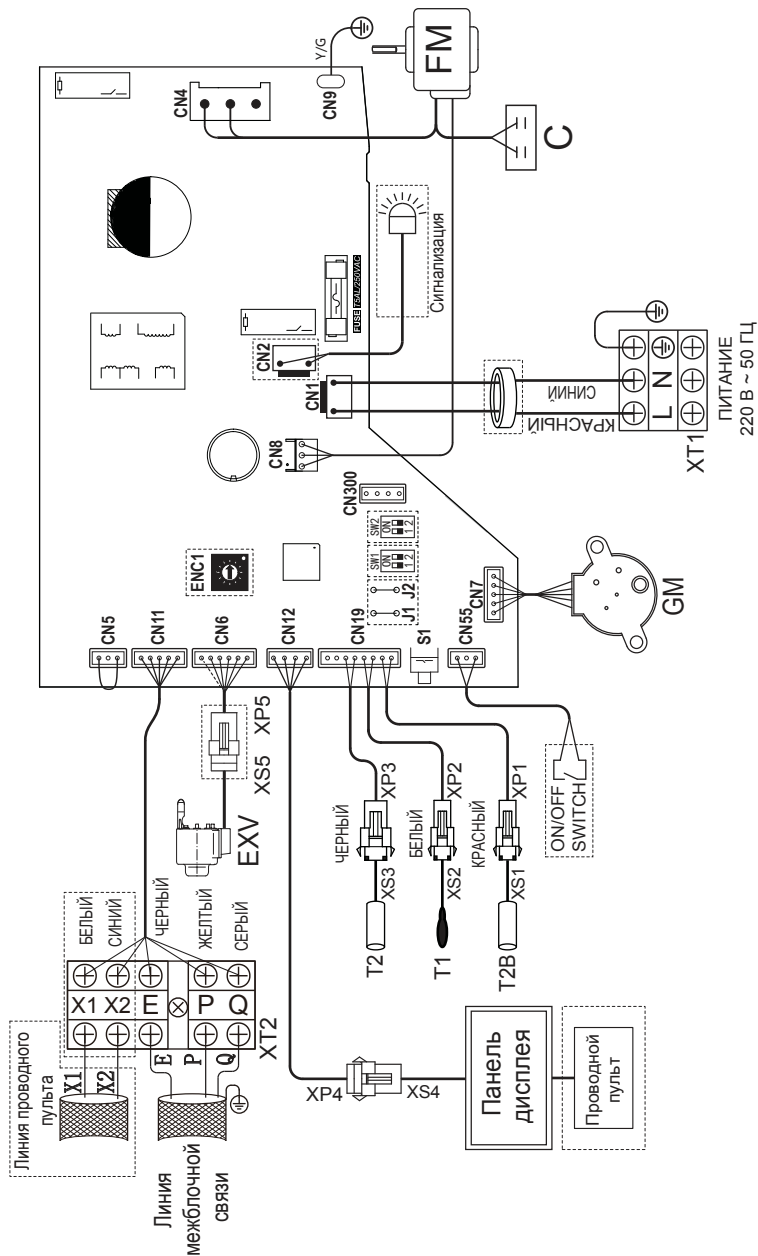 Y/G
CN9
CN4
FM
C
Сигнализация
FUSE T5AL/250VAC
CN2
CN1
СИНИЙ
КРАСНЫЙ
L N
XT1
ПИТАНИЕ
220 В ~ 50 ГЦ
CN8
CN300
SW2
ON
1 2
SW1
ON
1 2
J2
J1
ENC1
CN5
CN11
CN6
CN12
CN19
S1
CN55
CN7
GM
XP5
XS5
EXV
ЧЕРНЫЙ
XP3
XS3
T2
БЕЛЫЙ
XP2
XS2
T1
КРАСНЫЙ
XP1
XS1
T2B
ON/OFF
SWITCH
БЕЛЫЙ
СИНИЙ
ЧЕРНЫЙ
ЖЕЛТЫЙ
СЕРЫЙ
X1 X2 E P Q
XT2
X1
X2
E
P
Q
Линия проводного
пульта
Линия
межблочной
связи
XP4
XS4
Панель
дисплея
Проводной
пульт